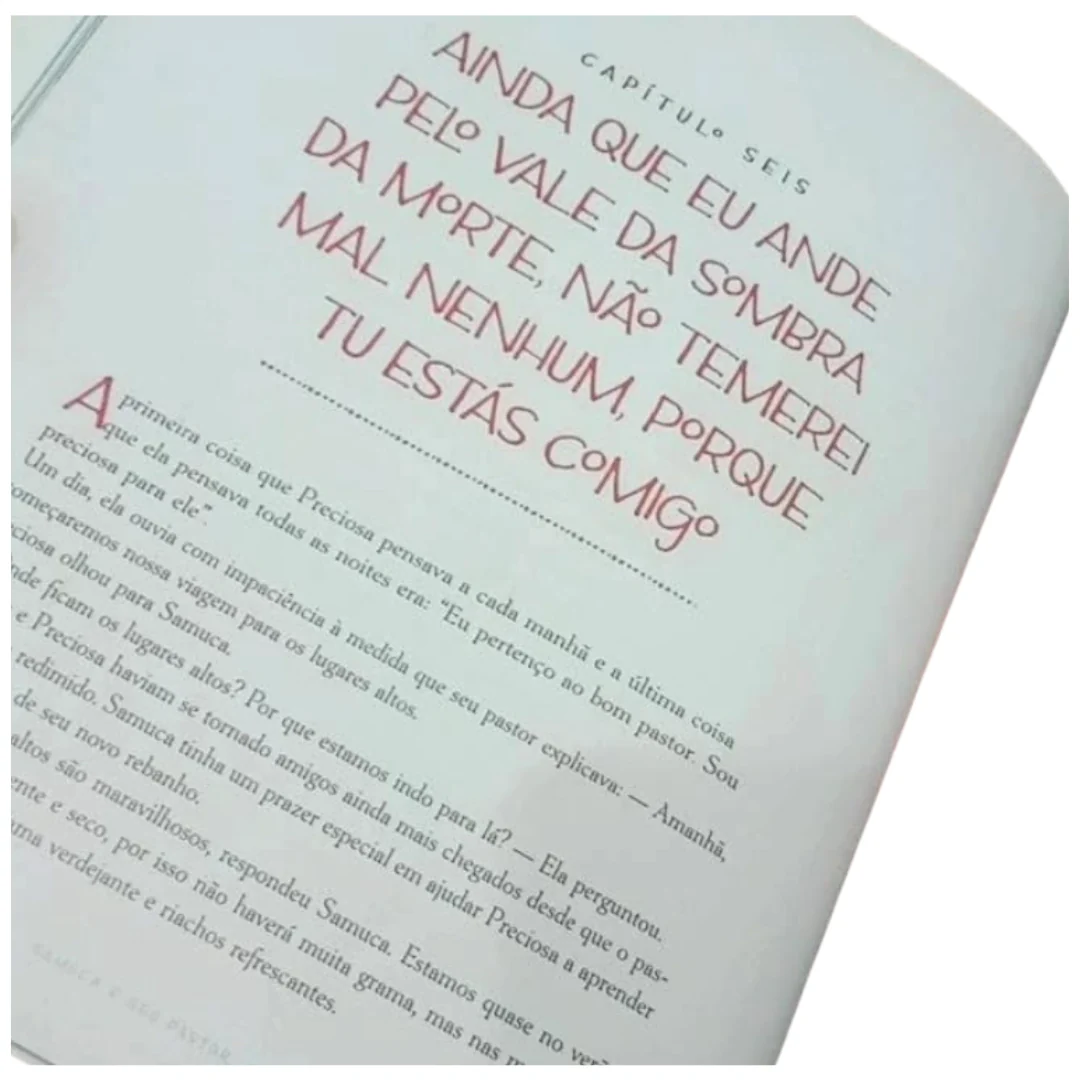 CAPÍTULO SEIS
AINDA QUE EU ANDE
PELO VALE DA SOMBRA
DA MORTE, NÃO TEMEREI
MAL NENHUM, PORQUE
TU ESTÁS COMIGO
A primeira coisa que Preciosa pensava a cada manhã e a última coisa
que ela pensava todas as noites era: “Eu pertenço ao bom pastor. Sou
preciosa para ele”.
Um dia, ela ouvia com impaciência à medida que seu pastor explicava: — Amanhã,
omeçaremos nossa viagem para os lugares altos.
ciosa olhou para Samuca.
nde ficam os lugares altos? Por que estamos indo para lá? — Ela perguntou.
e Preciosa haviam se tornado amigos ainda mais chegados desde que o pas-
redimido. Samuca tinha um prazer especial em ajudar Preciosa a aprender
de seu novo rebanho.
altos são maravilhosos, respondeu Samuca. Estamos quase no verã
ente e seco, por isso não haverá muita grama, mas nas m
ma verdejante e riachos refrescantes.
SAMUCA E SEU PASTOR